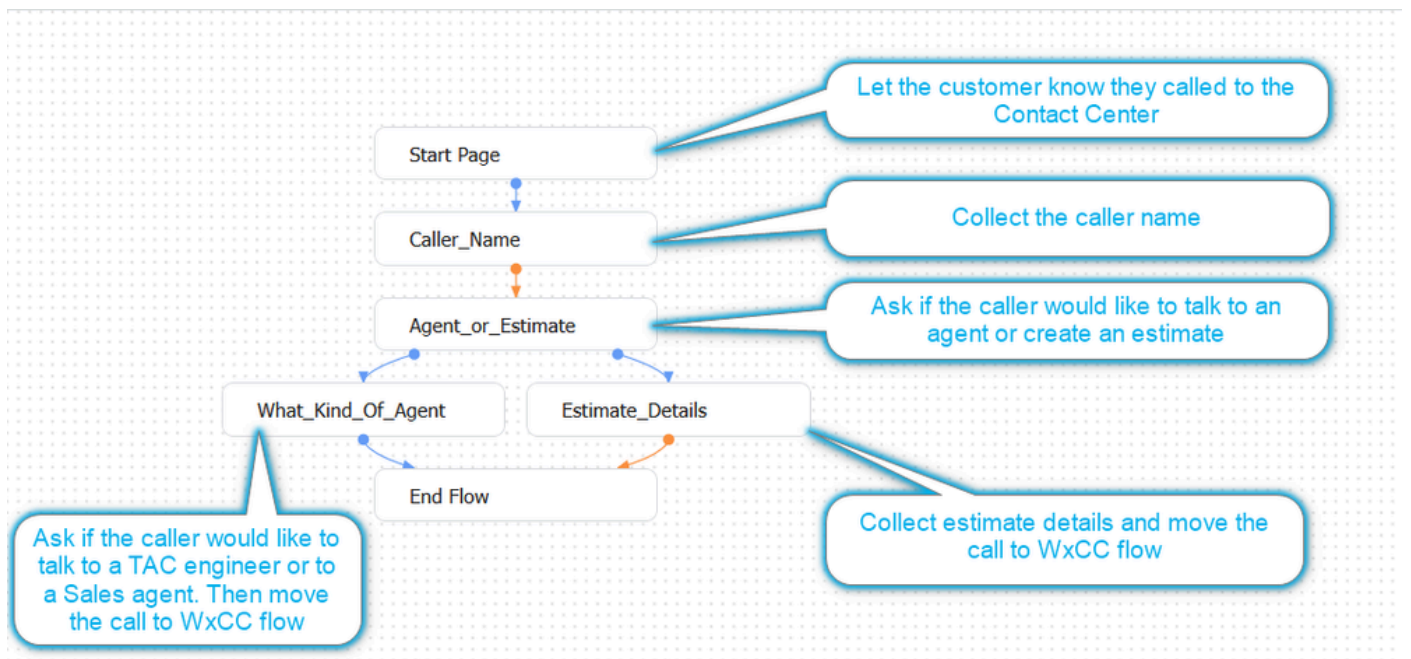 Let the customer know they called to the
Contact Center
Start Page
Collect the caller name
Caller_Name
Ask if the caller would like to talk to an
agent or create an estimate
Agent_or_Estimate
What_Kind_Of_Agent
Estimate_Details
End Flow
Ask if the caller would like to
talk to a TAC engineer or to
a Sales agent. Then move
the call to WxCC flow
Collect estimate details and move the
call to WxCC flow